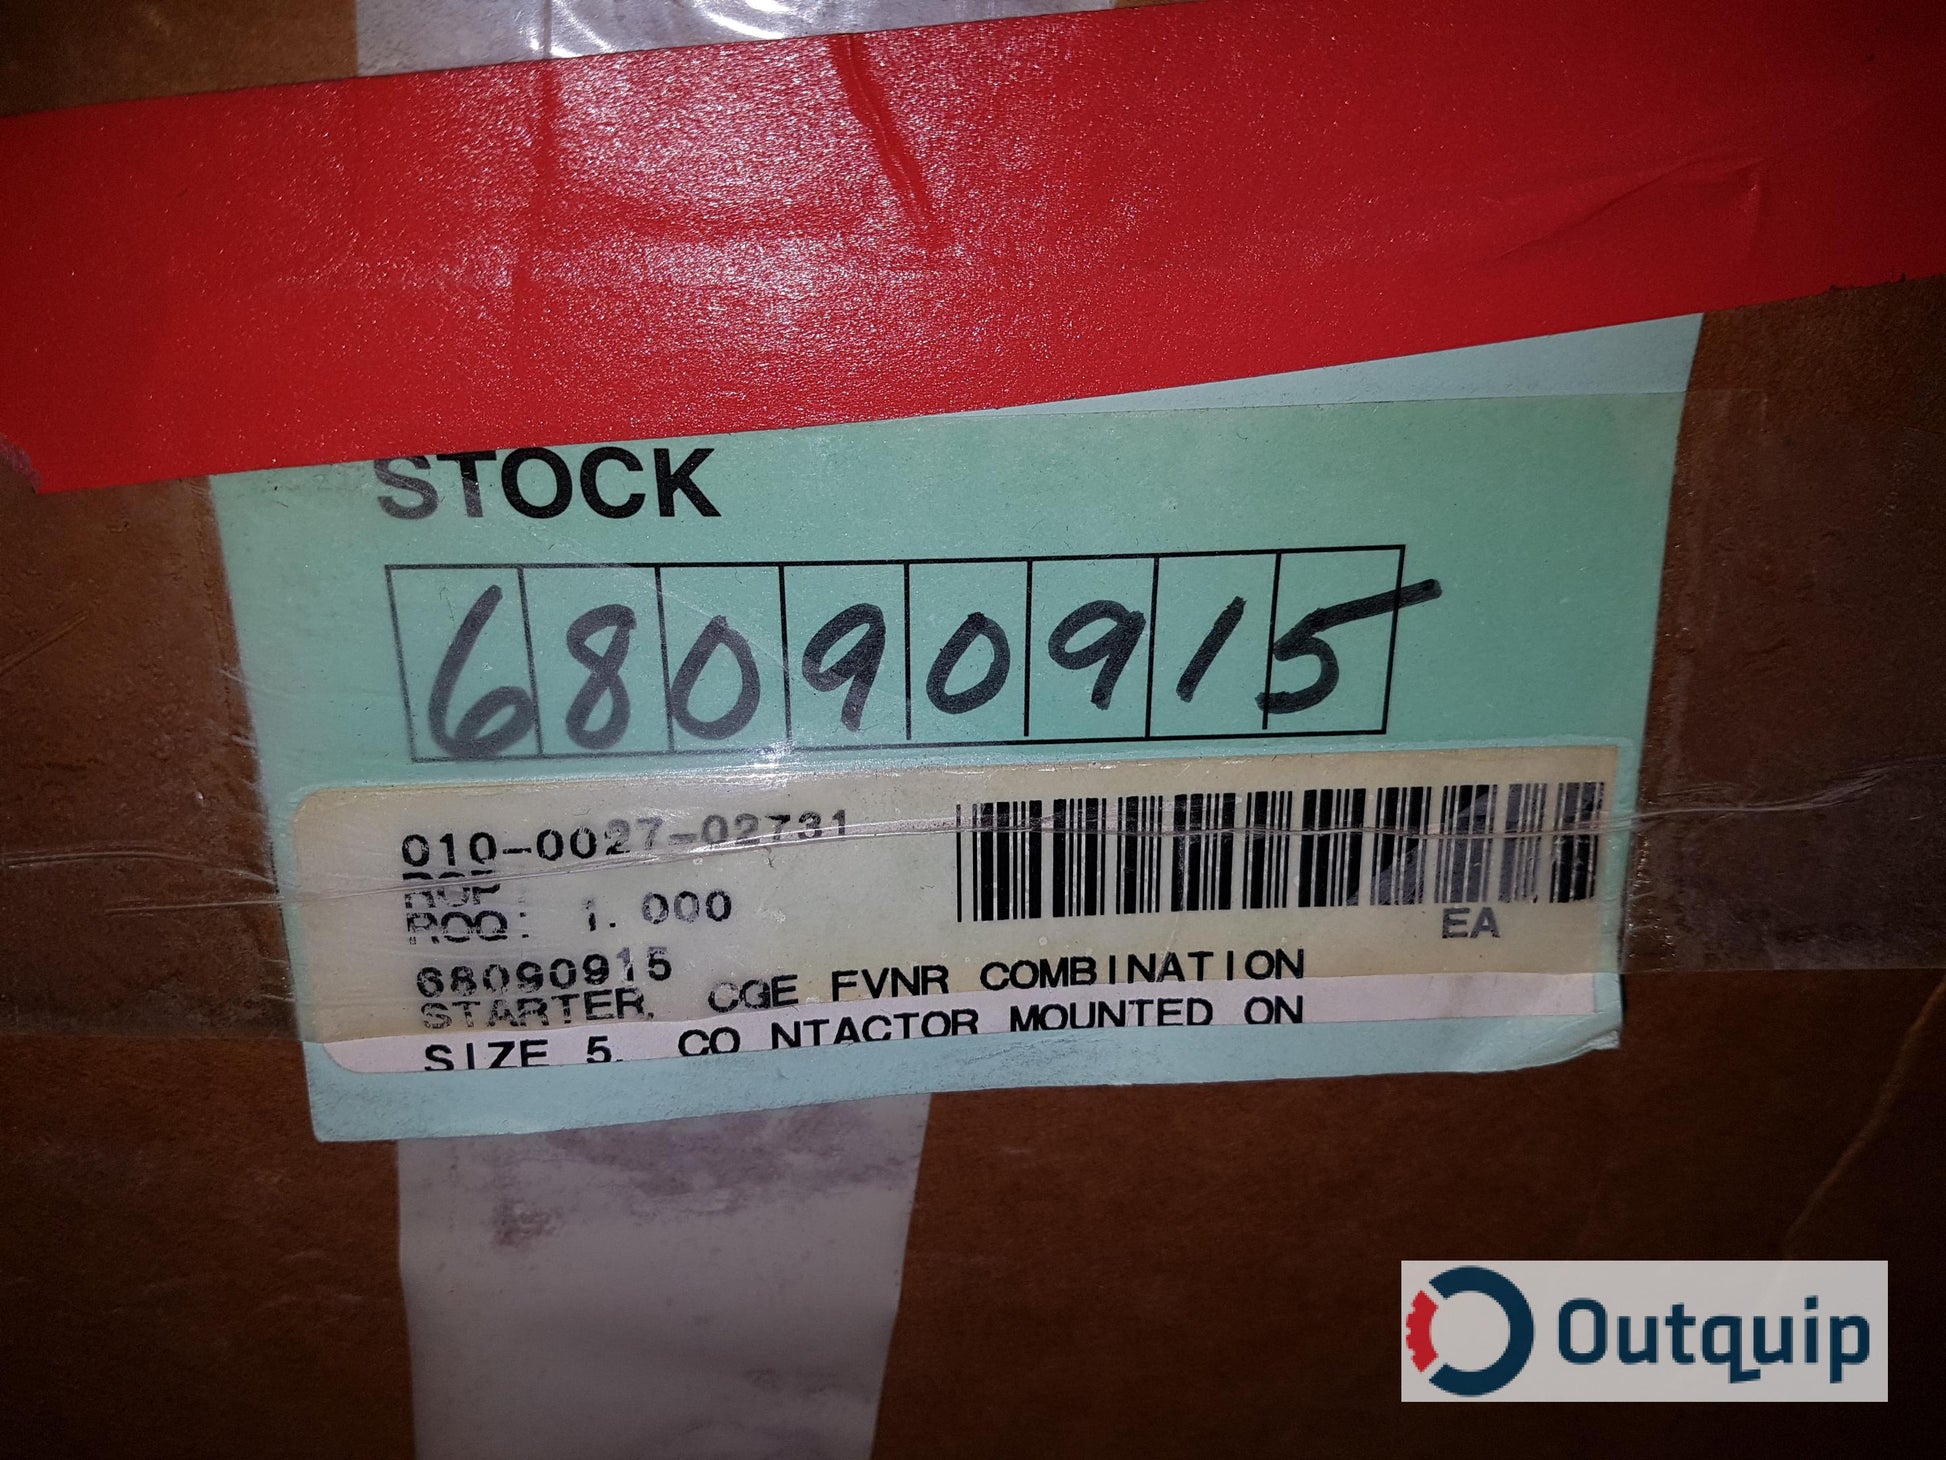 STOCK
68090915
010-0027-02731
ROP:
ROQ: 1.000
EA
68090915
STARTER, CGE FVNR COMBINATION
SIZE 5, CO NTACTOR MOUNTED ON
Outquip